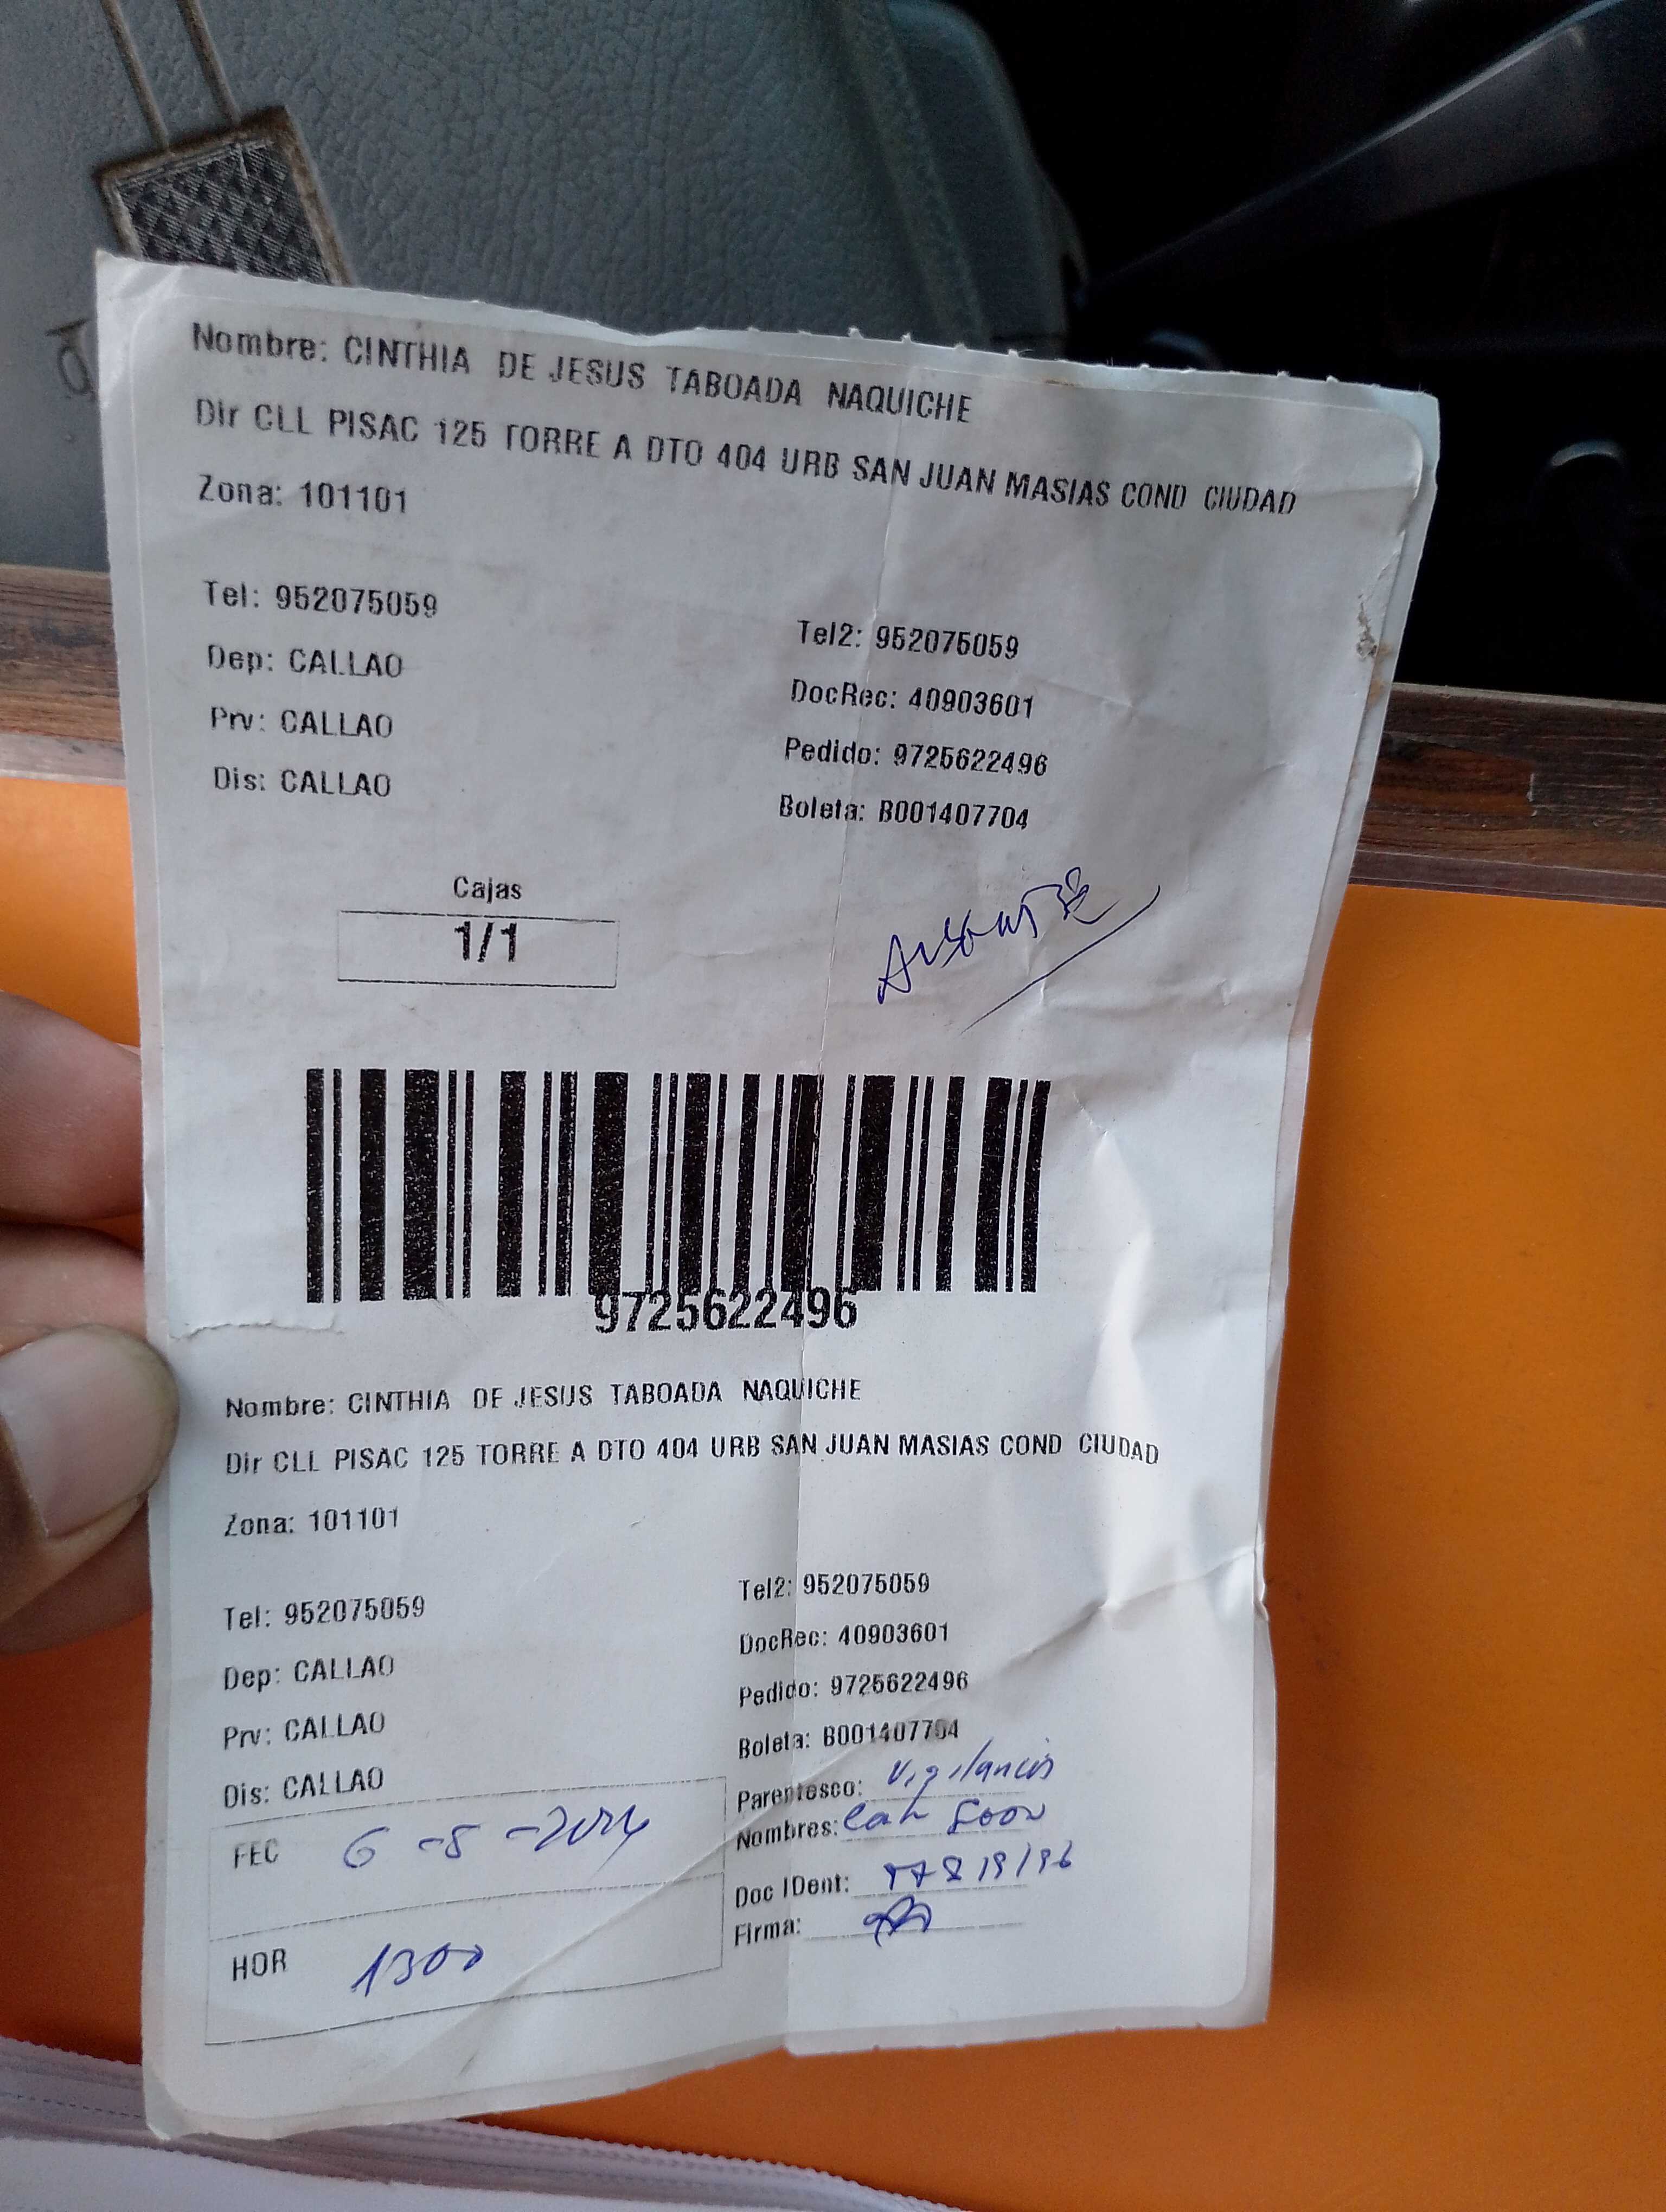 Nombre: CINTHIA DE JESUS TABOADA NAQUICHE
Dir CLL PISAC 125 TORRE A DTO 404 URB SAN JUAN MASIAS COND CIUDAD
Zona: 101101
Tel: 952075059
Tel2: 952075059
Dep: CALLAO
DocRec: 40903601
Prv: CALLAO
Pedido: 9725622496
Dis: CALLAO
Boleta: B001407704
Cajas
1/1
9725622496
Nombre: CINTHIA DE JESUS TABOADA NAQUICHE
Dir CLL PISAC 125 TORRE A DTO 404 URB SAN JUAN MASIAS COND CIUDAD
Zona: 101101
Tel: 952075059
Tel2: 952075059
Dep: CALLAO
DocRec: 40903601
Prv: CALLAO
Pedido: 9725622496
Dis: CALLAO
Boleta: B001407704
Parentesco: Vigilancia
Nombres:
Doc IDent:
Firma:
FEC 6-8-2024
HOR 1300